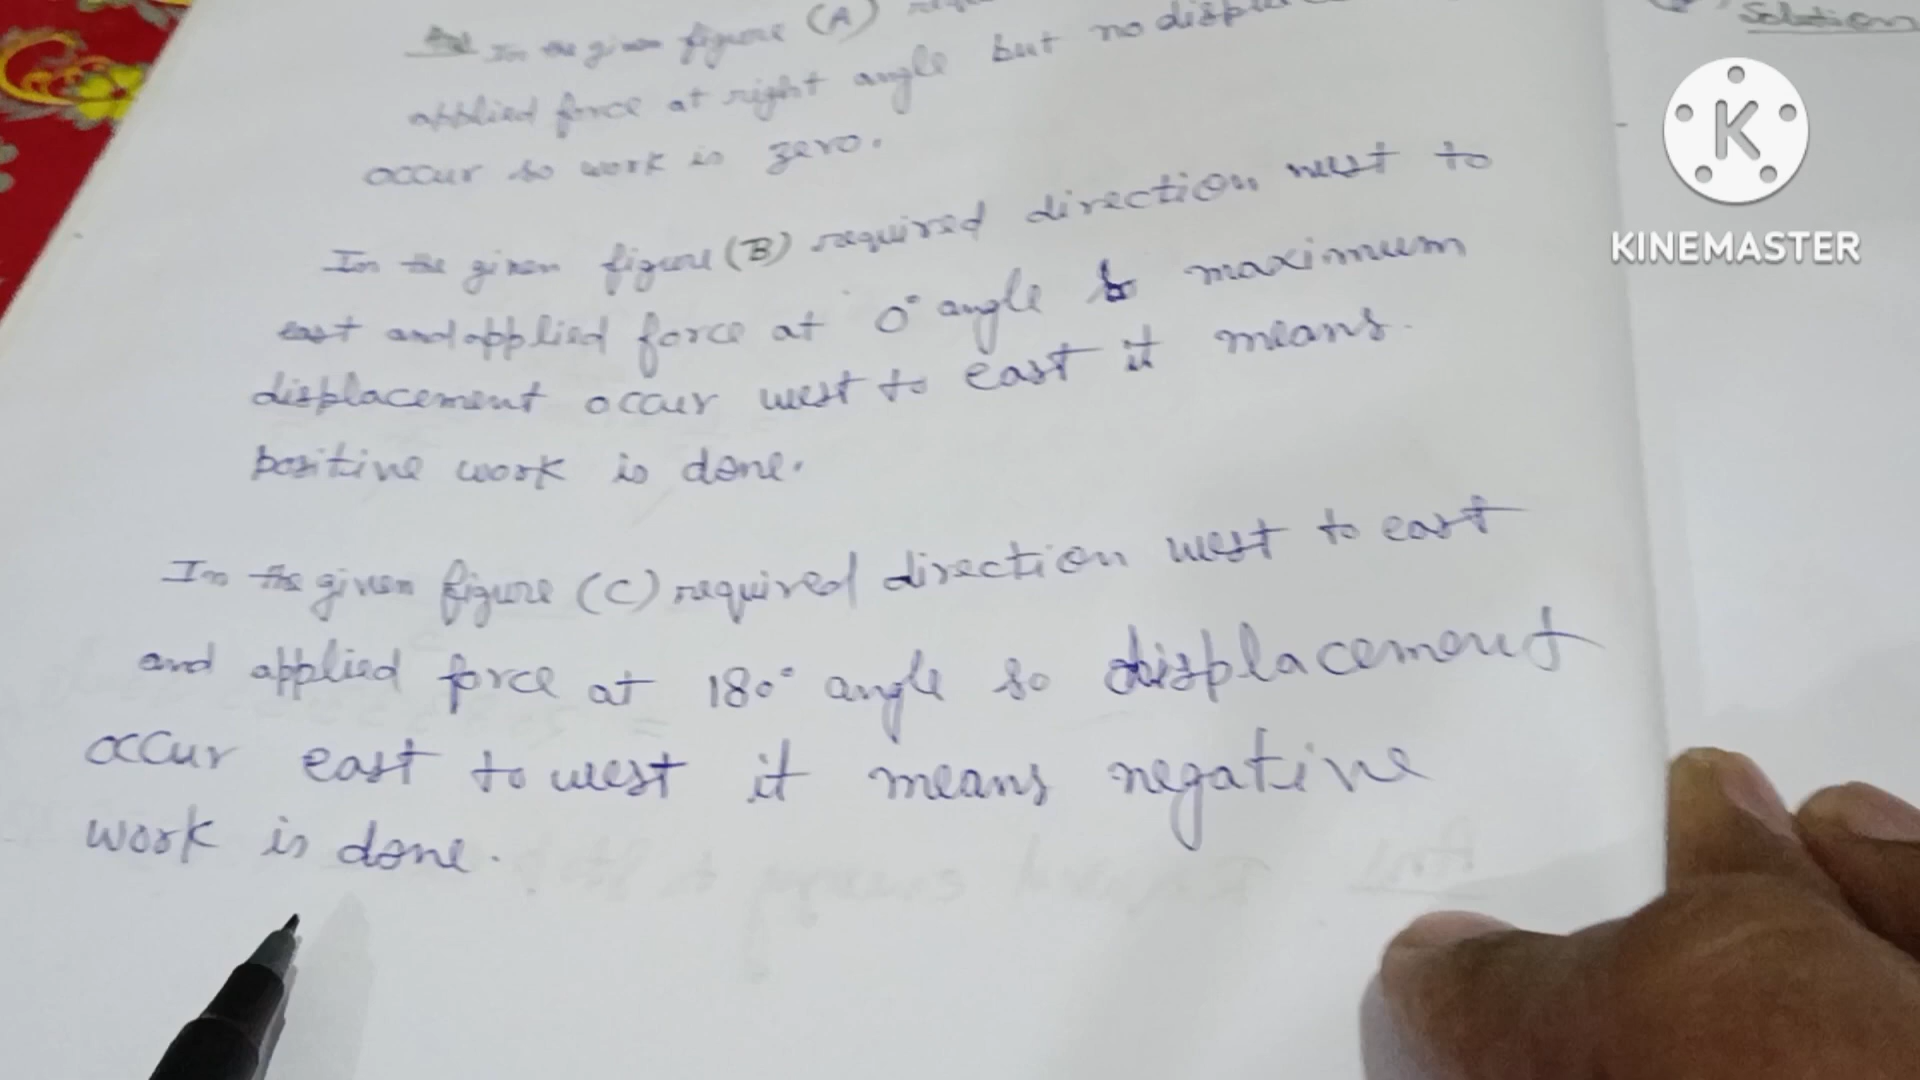 Ans In the given figure (A)
applied force at right angle but no
occur so work is zero.
In the given figure (B) required direction west to
east and applied force at 0° angle so maximum
displacement occur west to east it means.
positive work is done.
In the given figure (C) required direction west to east
and applied force at 180° angle so displacement
occur east to west it means negative
work is done.
Solution
K
KINEMASTER